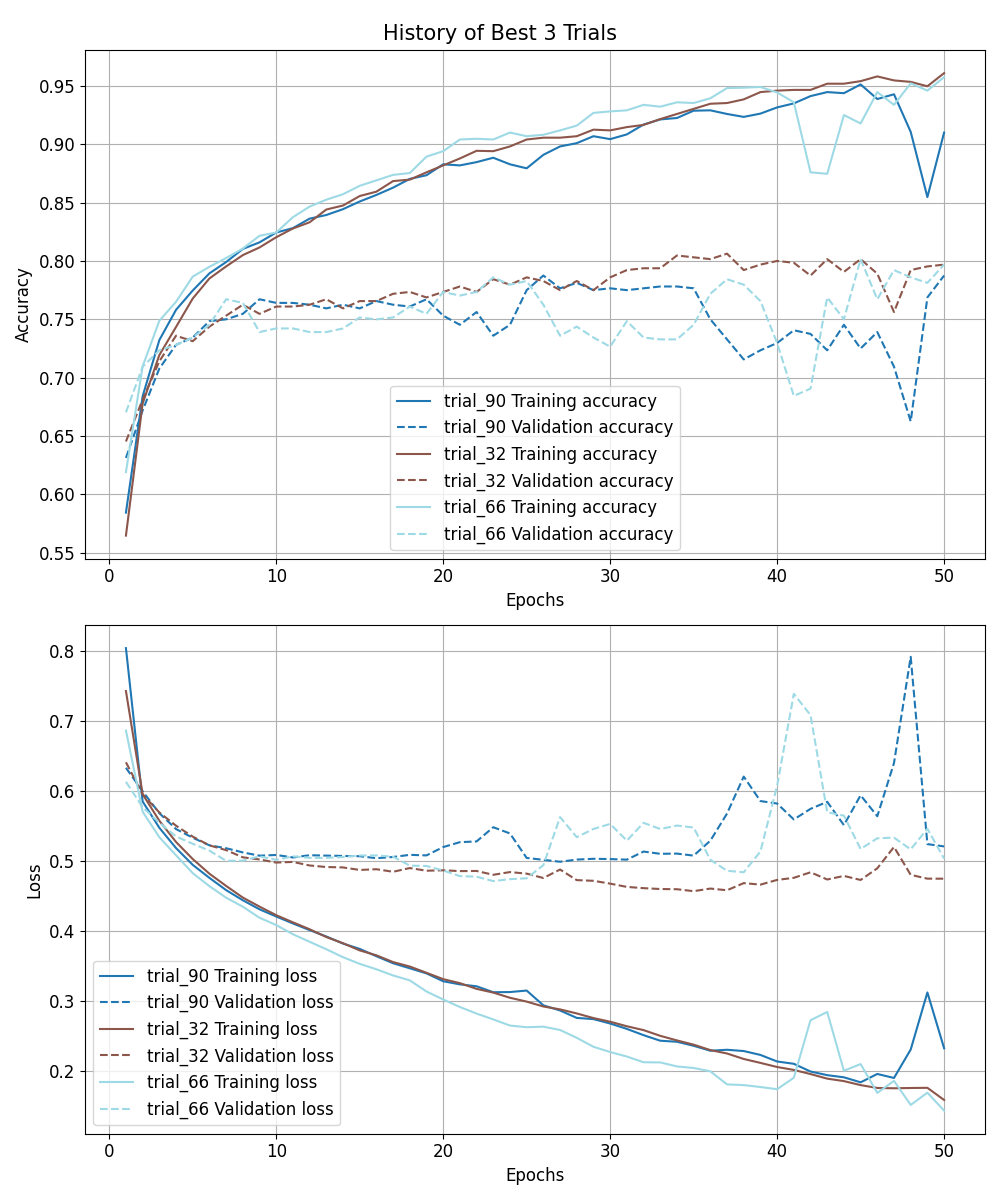 History of Best 3 Trials
0.95
0.90
0.85
0.80
0.75
0.70
0.65
0.60
0.55
Accuracy
trial_90 Training accuracy
trial_90 Validation accuracy
trial_32 Training accuracy
trial_32 Validation accuracy
trial_66 Training accuracy
trial_66 Validation accuracy
0 10 20 30 40 50
Epochs
0.8
0.7
0.6
0.5
0.4
0.3
0.2
Loss
trial_90 Training loss
trial_90 Validation loss
trial_32 Training loss
trial_32 Validation loss
trial_66 Training loss
trial_66 Validation loss
0 10 20 30 40 50
Epochs